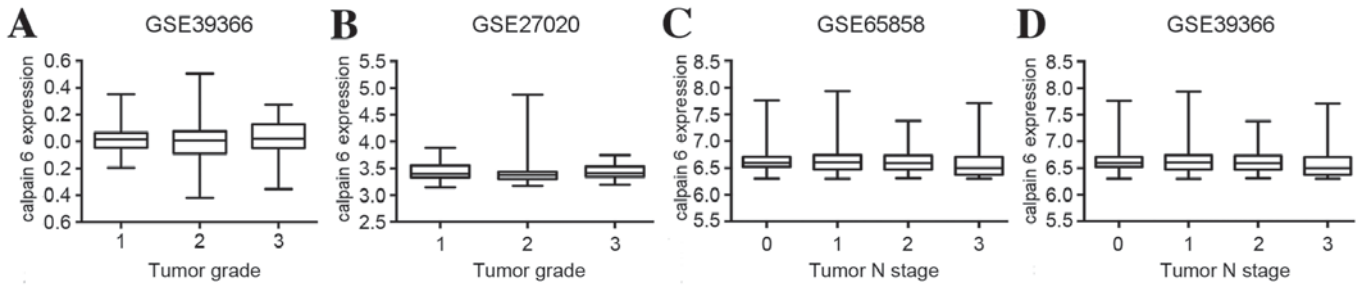 A GSE39366
calpain 6 expression
0.6
0.4
0.2
0.0
0.2
0.4
0.6
1 2 3
Tumor grade
B GSE27020
calpain 6 expression
5.5
5.0
4.5
4.0
3.5
3.0
2.5
1 2 3
Tumor grade
C GSE65858
calpain 6 expression
8.5
8.0
7.5
7.0
6.5
6.0
5.5
0 1 2 3
Tumor N stage
D GSE39366
calpain 6 expression
8.5
8.0
7.5
7.0
6.5
6.0
5.5
0 1 2 3
Tumor N stage